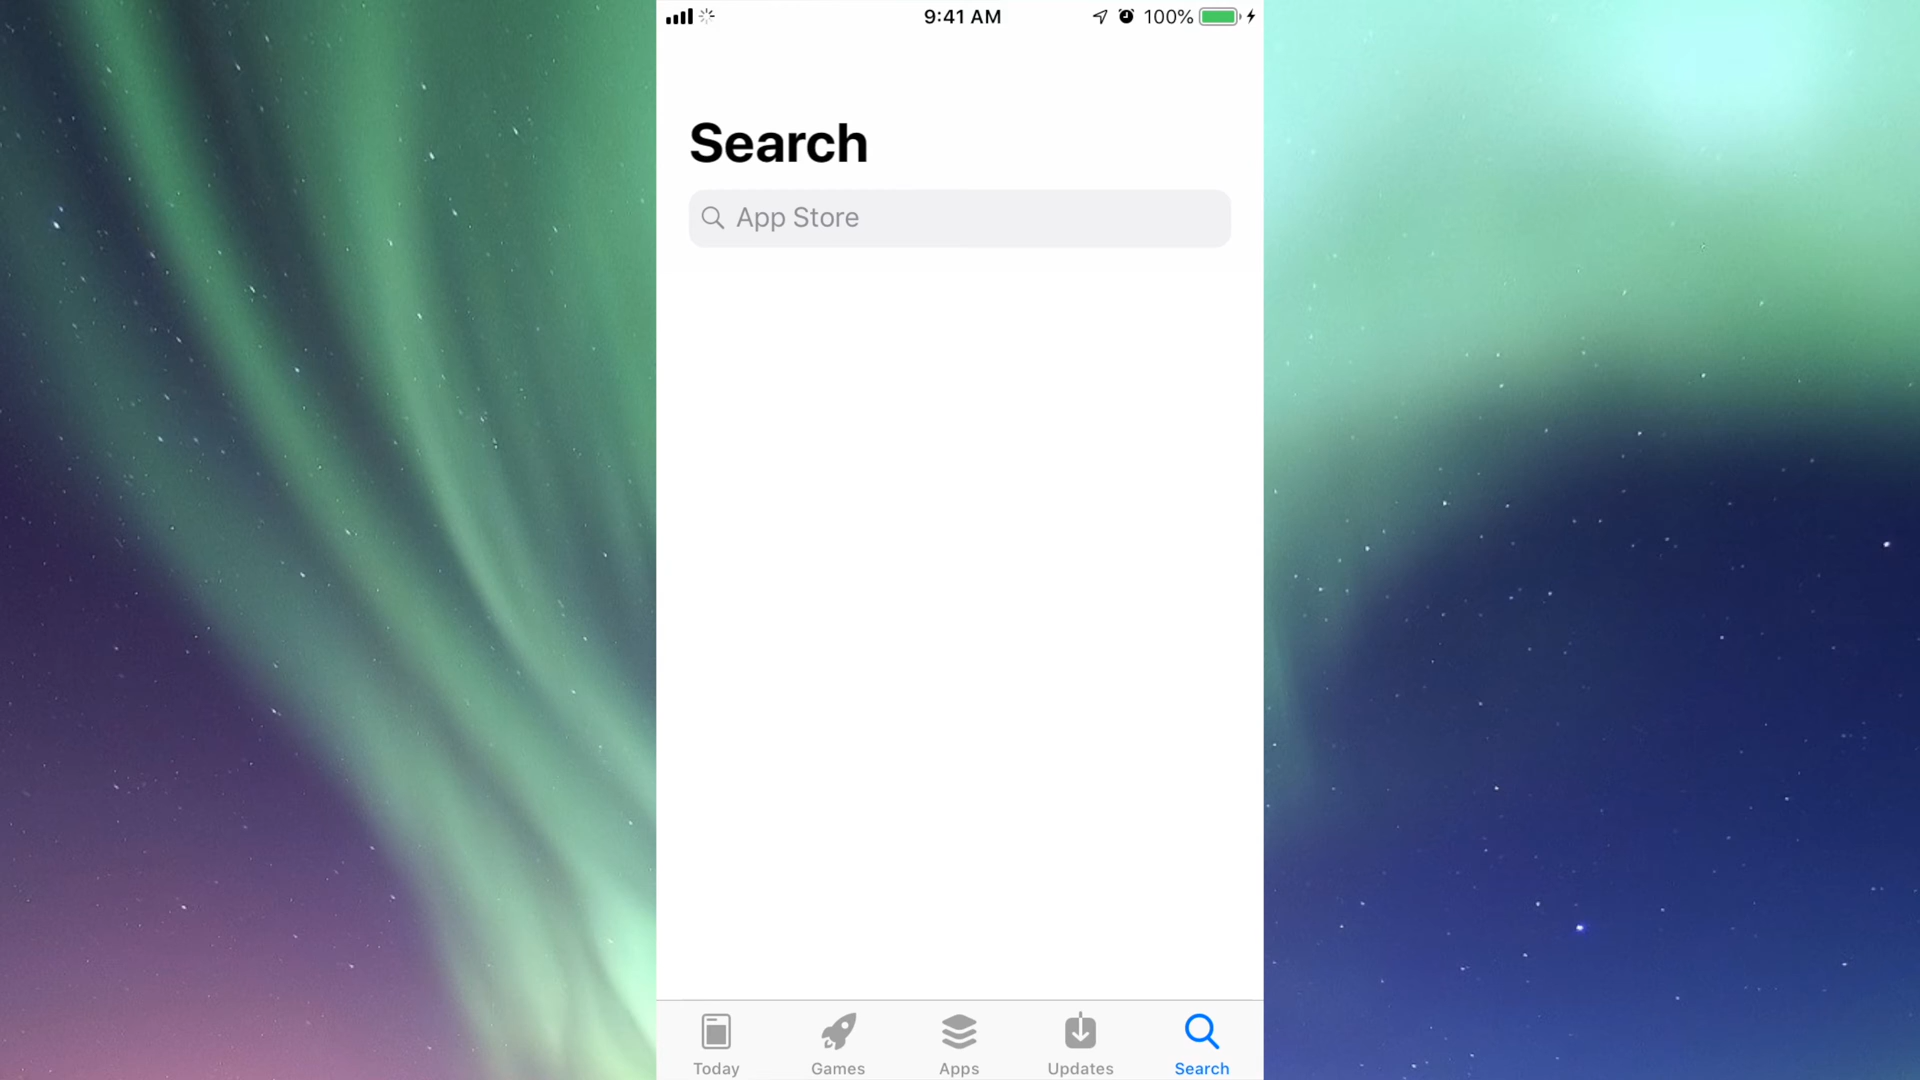 9:41 AM
100%
Search
App Store
Today
Games
Apps
Updates
Search